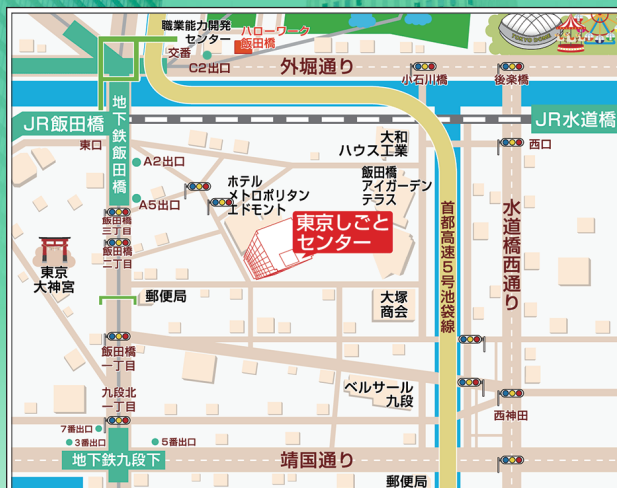 職業能力開発
センター
ハローワーク
飯田橋
交番
C2出口
外堀通り
小石川橋
後楽橋
TOKYO DOME
JR飯田橋
地下鉄飯田橋
JR水道橋
東口
西口
大和
ハウス工業
A2出口
飯田橋
アイガーデン
テラス
ホテル
メトロポリタン
エドモント
A5出口
飯田橋
三丁目
東京しごと
センター
首都高速5号池袋線
水道橋西通り
飯田橋
二丁目
東京
大神宮
郵便局
大塚
商会
飯田橋
一丁目
九段北
一丁目
ベルサール
九段
西神田
7番出口
3番出口
5番出口
地下鉄九段下
靖国通り
郵便局